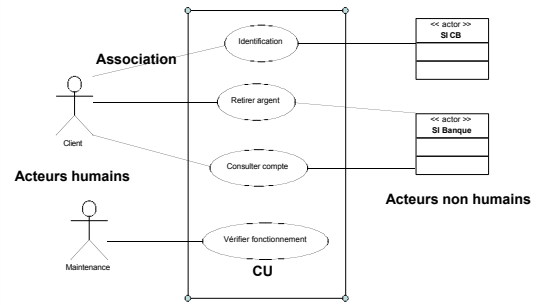 << actor >>
SI CB
Identification
Association
Retirer argent
<< actor >>
SI Banque
Client
Consulter compte
Acteurs humains
Acteurs non humains
Vérifier fonctionnement
Maintenance
CU